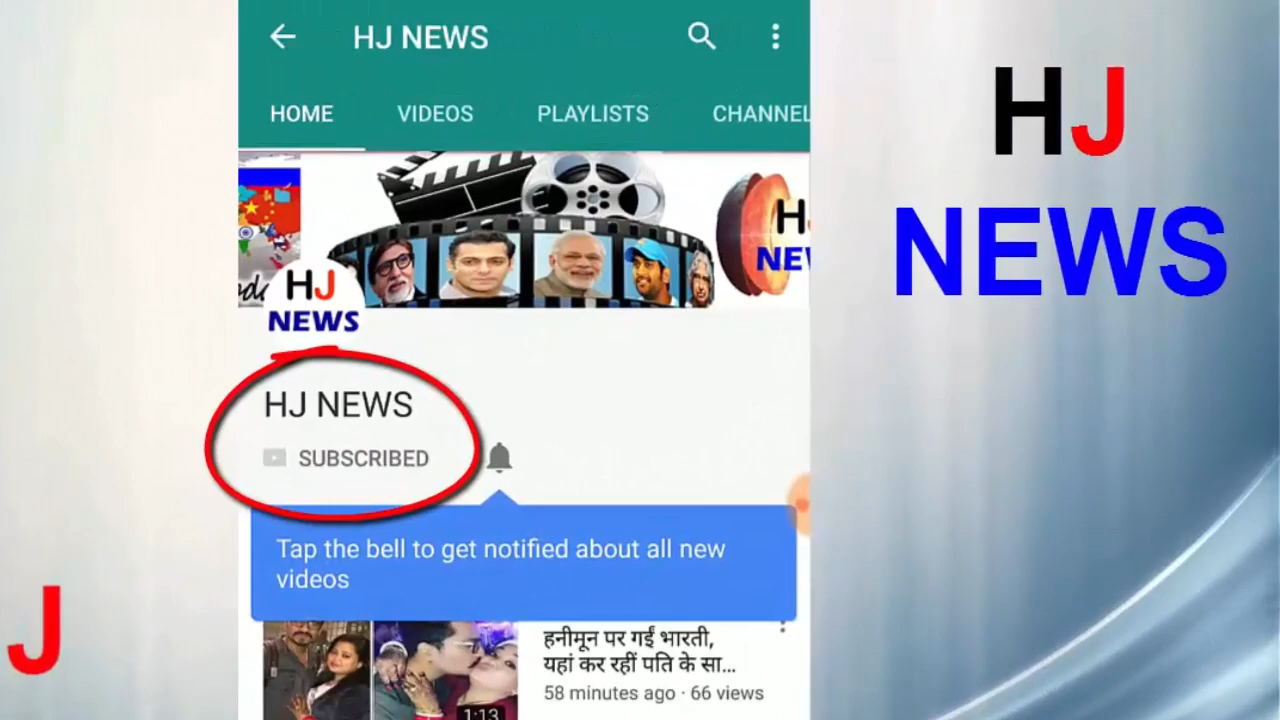 HJ NEWS
HOME VIDEOS PLAYLISTS CHANNEL
HJ
NEWS
HJ NEWS
SUBSCRIBED
Tap the bell to get notified about all new
videos
हनीमून पर गईं भारती,
यहां कर रहीं पति के सा...
58 minutes ago · 66 views
1:13
HJ
NEWS
J